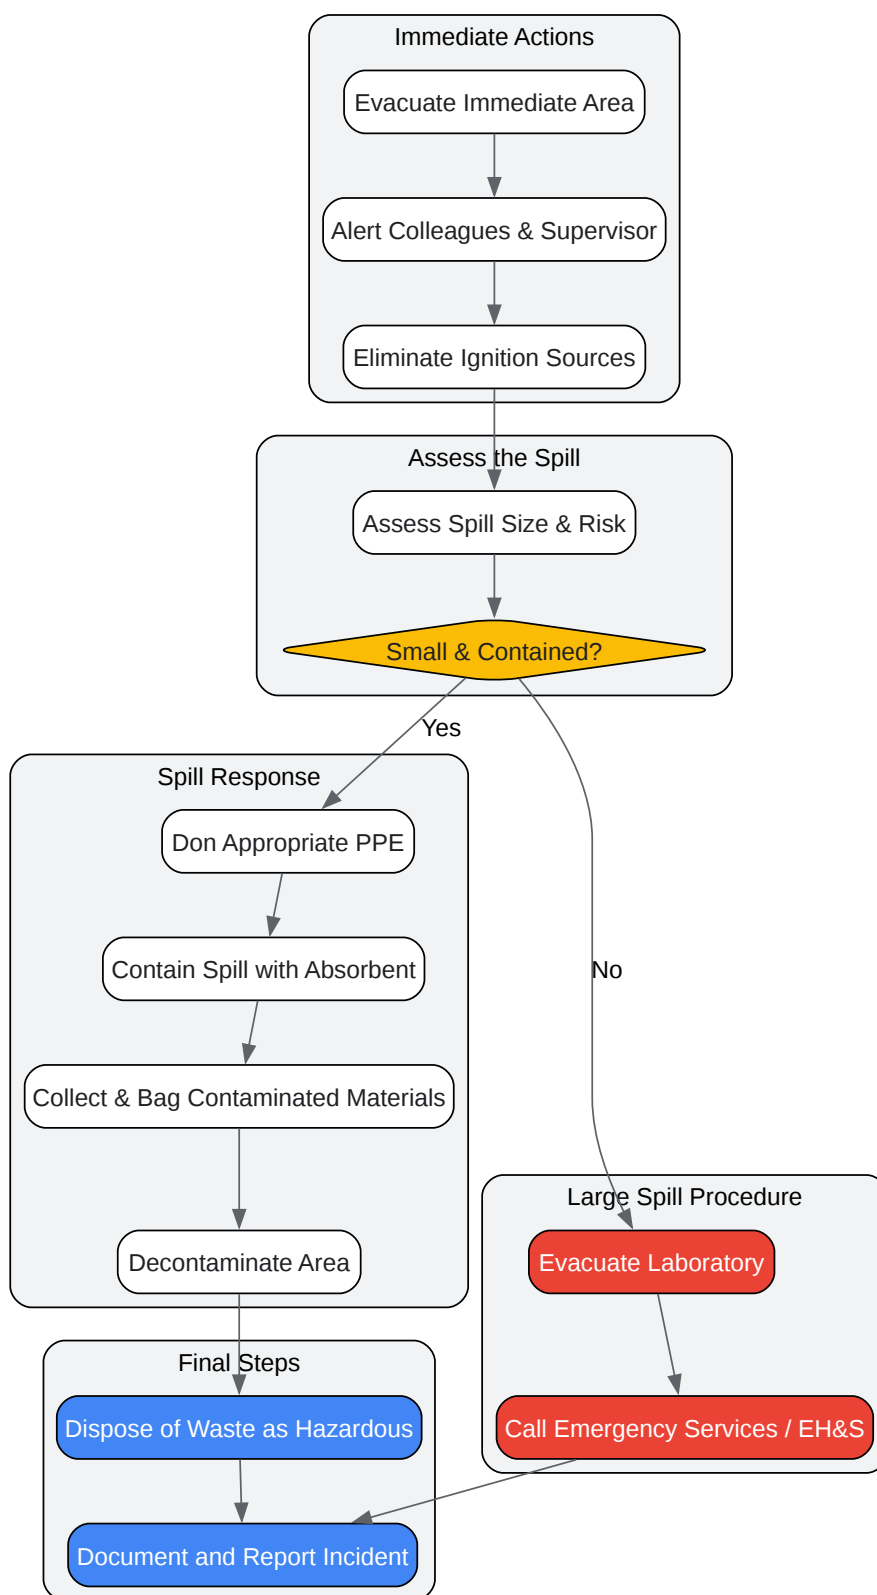 Immediate Actions
Evacuate Immediate Area
Alert Colleagues & Supervisor
Eliminate Ignition Sources
Assess the Spill
Assess Spill Size & Risk
Small & Contained?
Yes
No
Spill Response
Don Appropriate PPE
Contain Spill with Absorbent
Collect & Bag Contaminated Materials
Decontaminate Area
Large Spill Procedure
Evacuate Laboratory
Call Emergency Services / EH&S
Final Steps
Dispose of Waste as Hazardous
Document and Report Incident